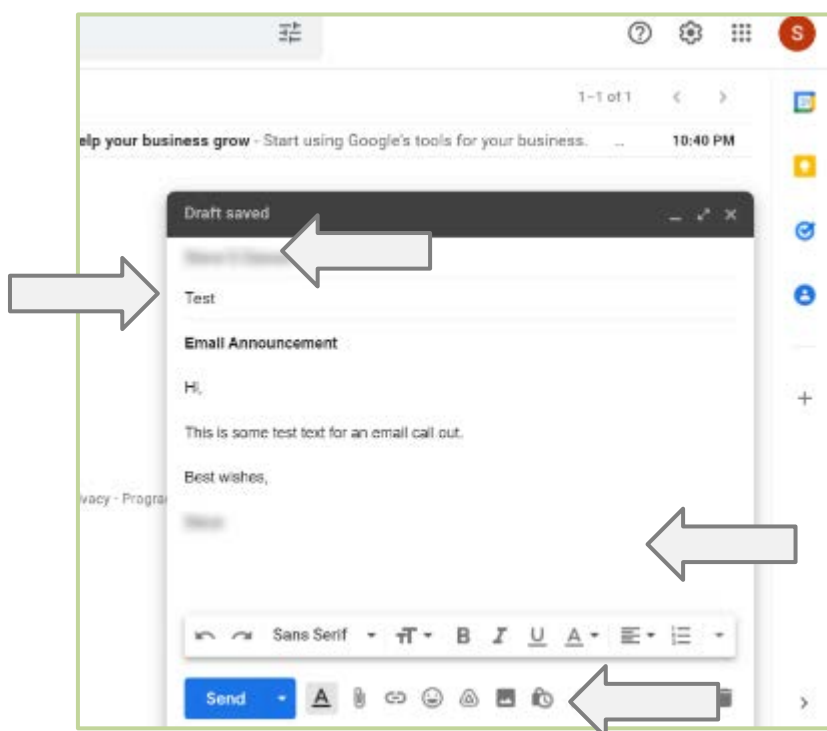 S
1–1 of 1
elp your business grow - Start using Google's tools for your business. ... 10:40 PM
Draft saved
Test
Email Announcement
Hi,
This is some test text for an email call out.
Best wishes,
ivacy - Progra
Sans Serif
B I U A
Send A